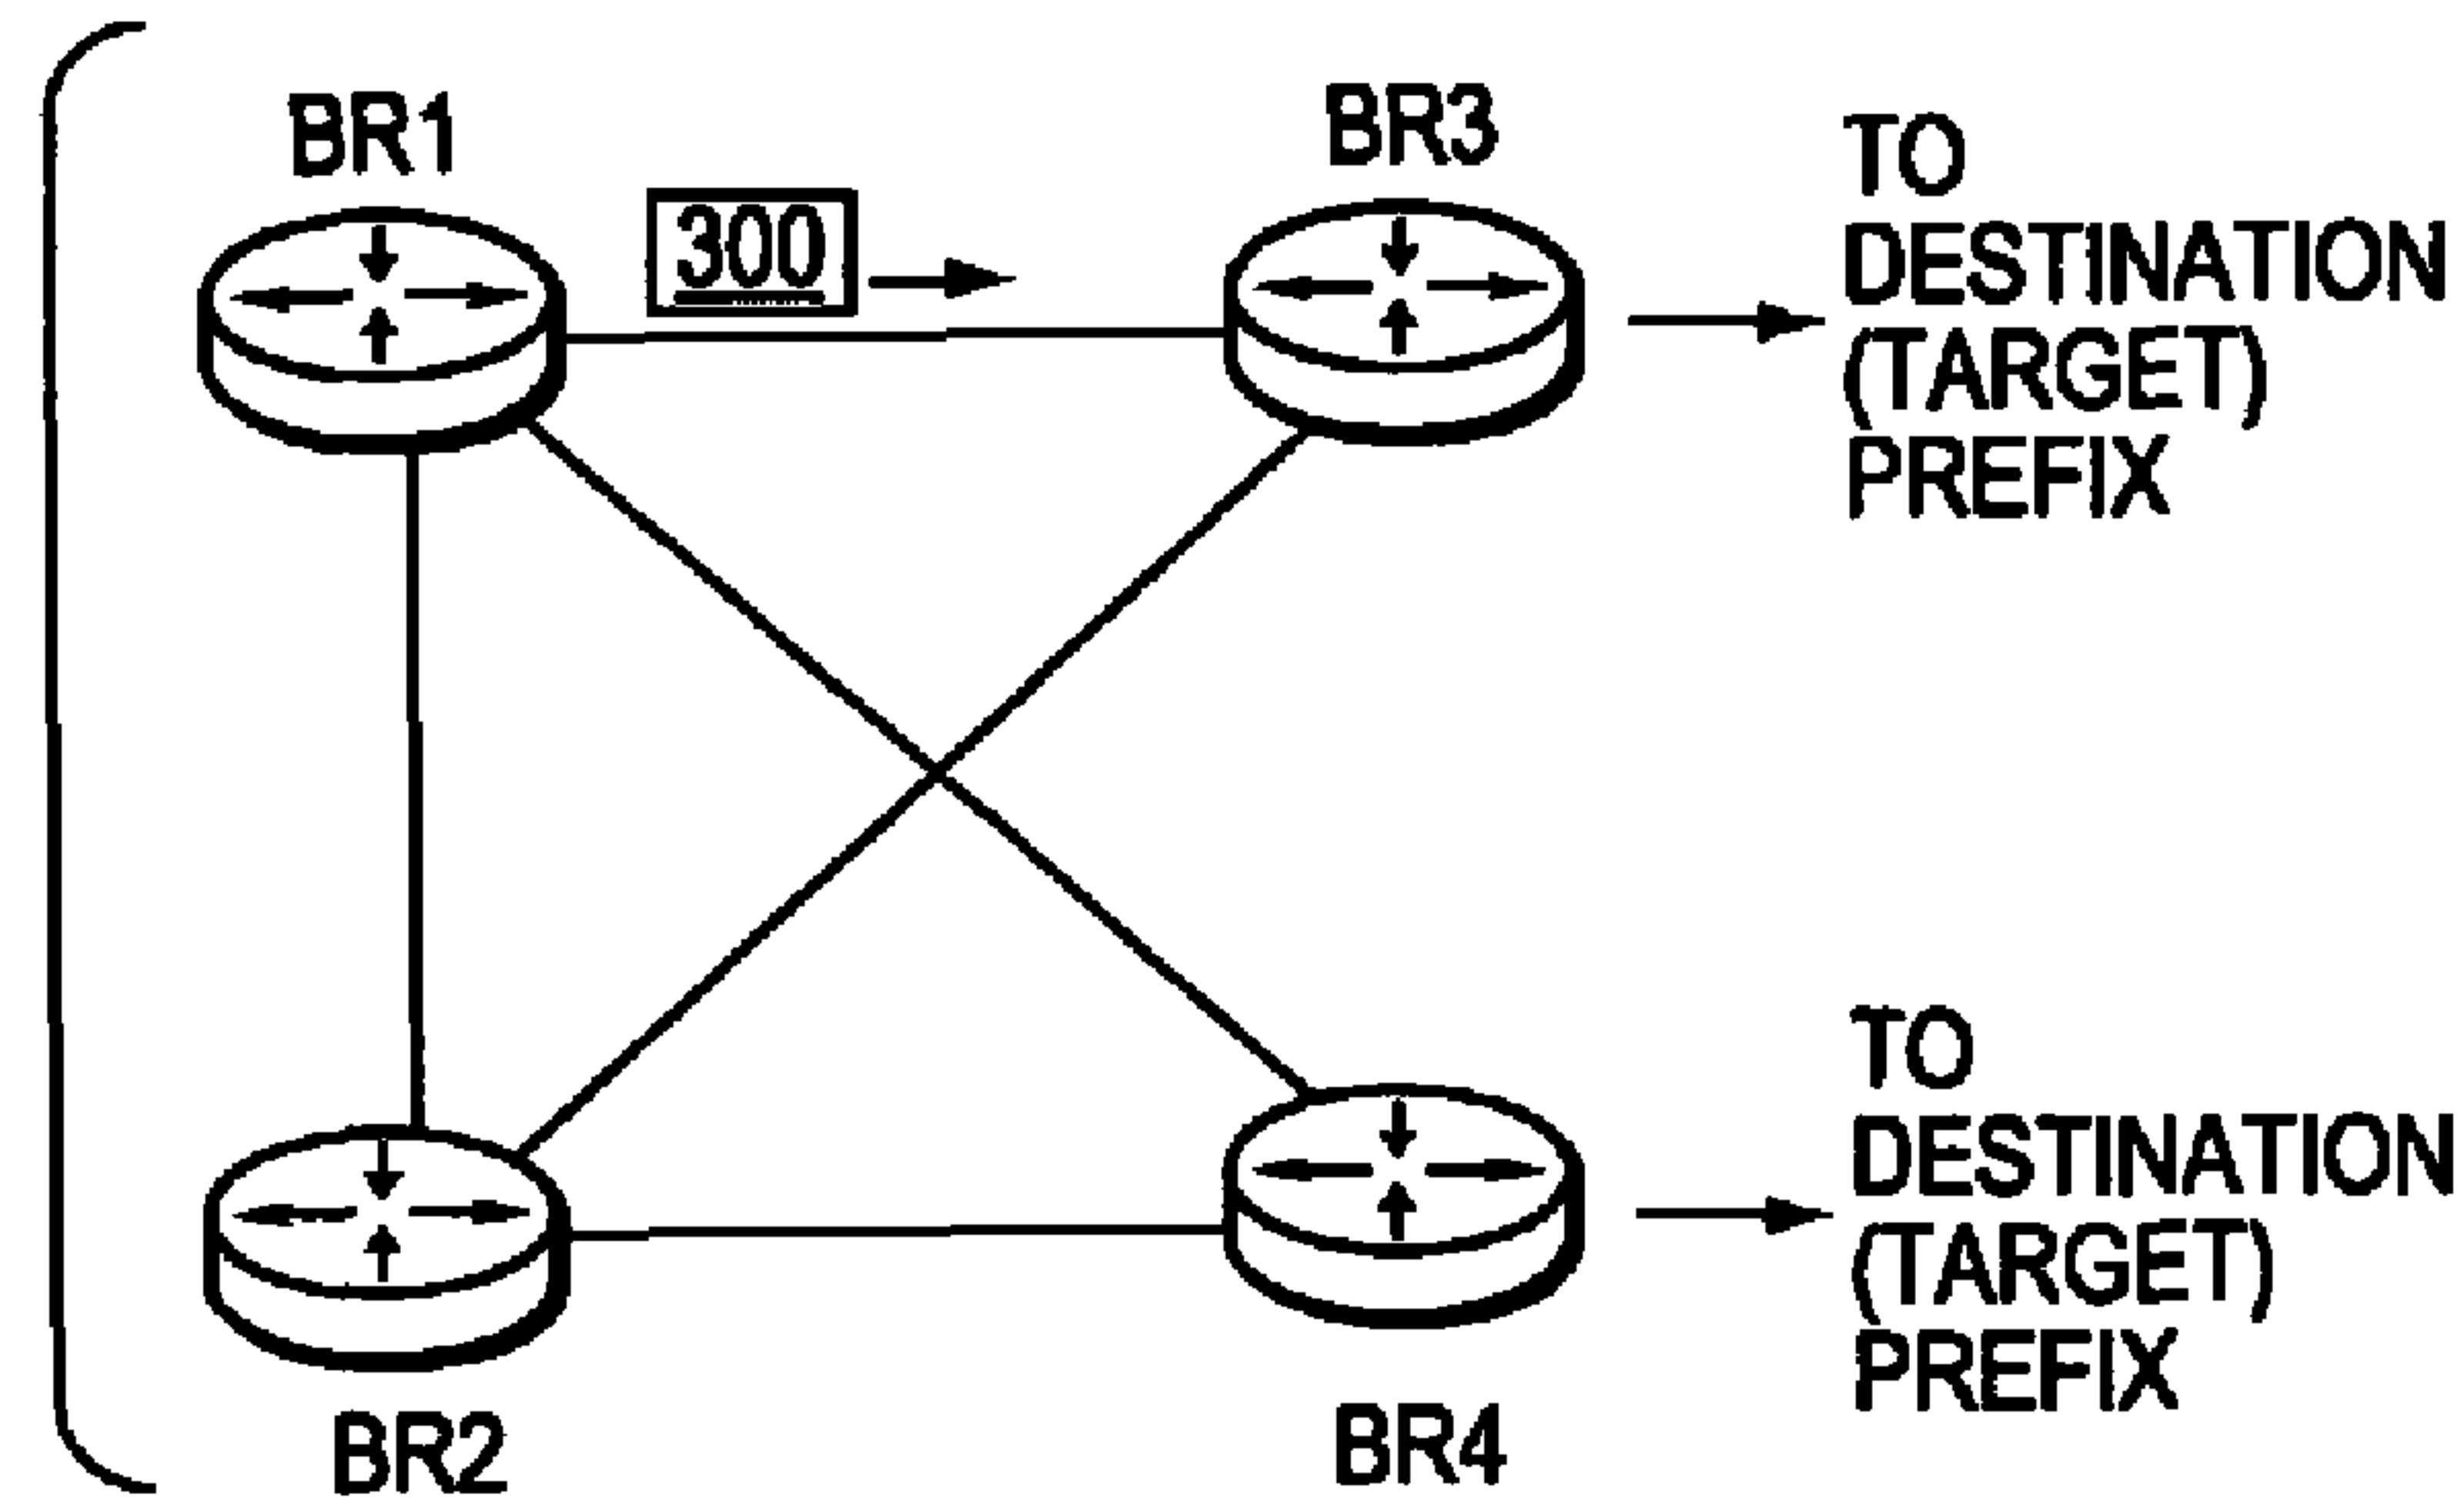 BR1
300
BR3
TO
DESTINATION
(TARGET)
PREFIX
TO
DESTINATION
(TARGET)
PREFIX
BR2
BR4